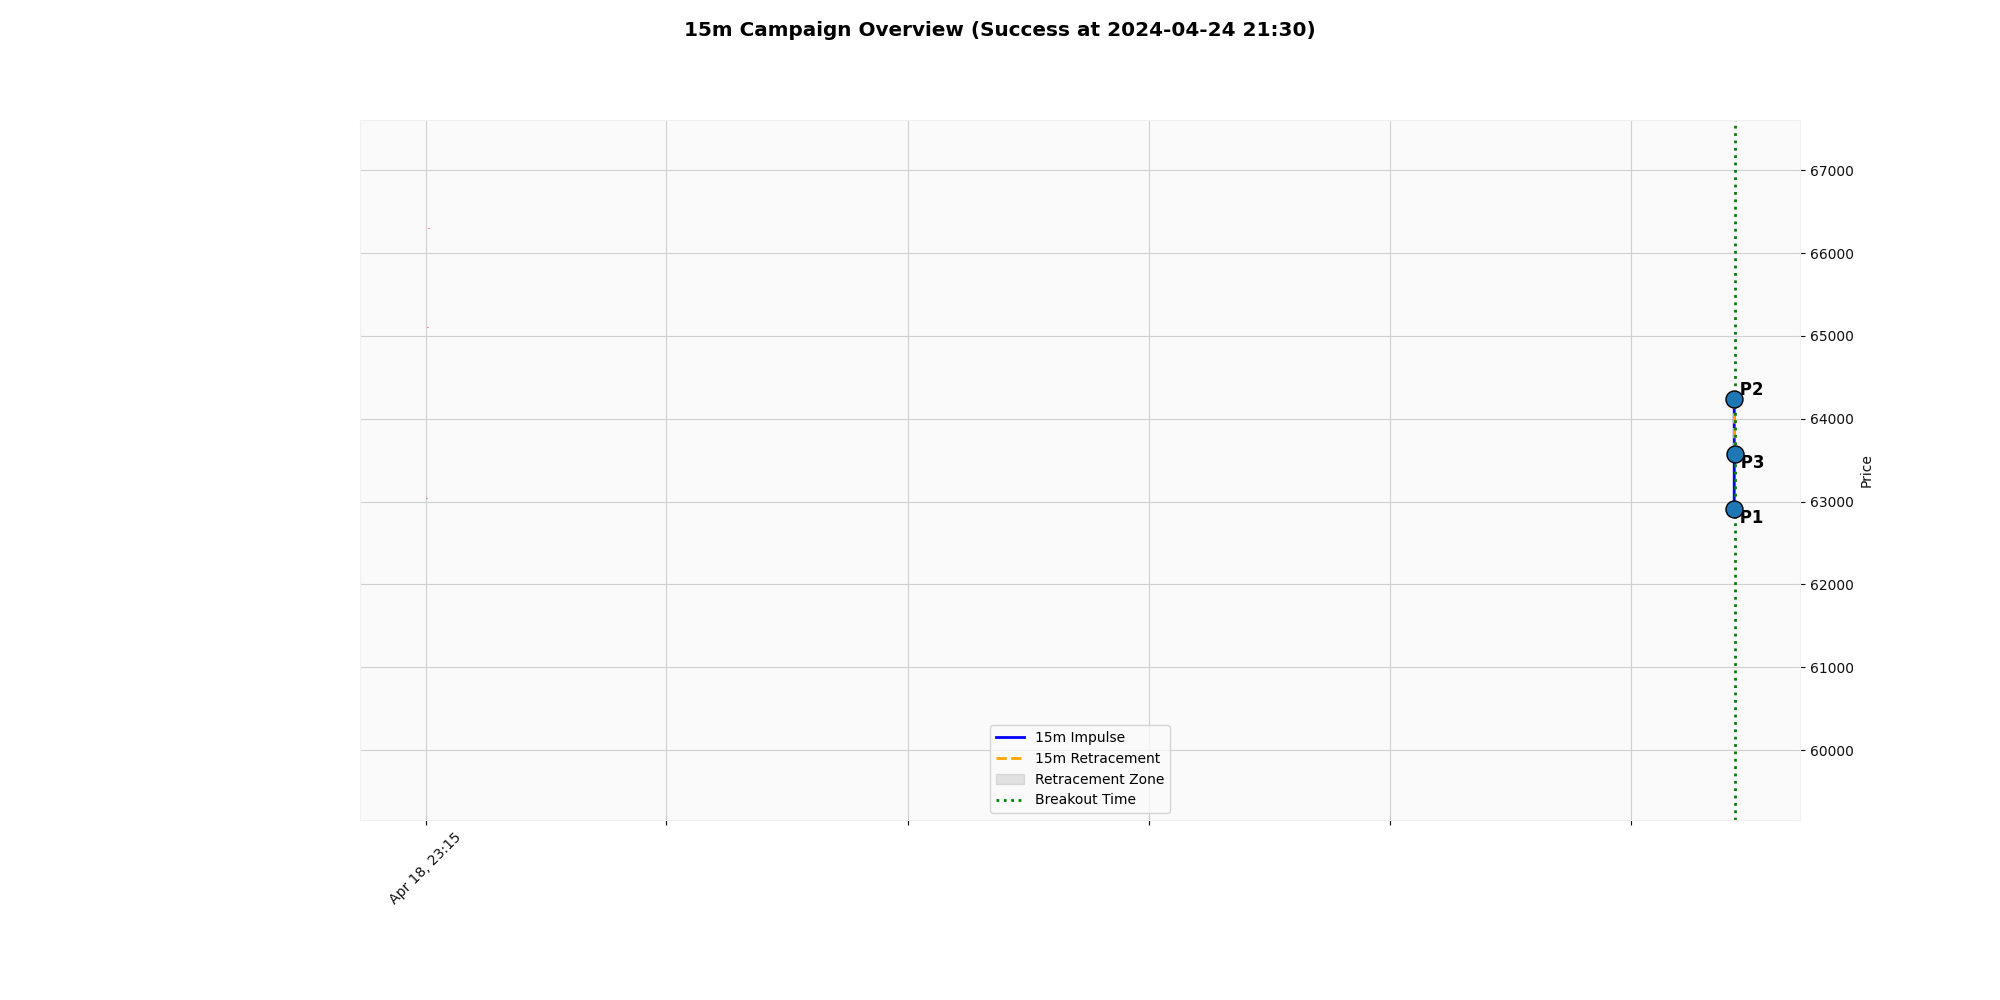 15m Campaign Overview (Success at 2024-04-24 21:30)
67000
66000
65000
64000
63000
62000
61000
60000
Price
P2
P3
P1
15m Impulse
15m Retracement
Retracement Zone
Breakout Time
Apr 18, 23:15